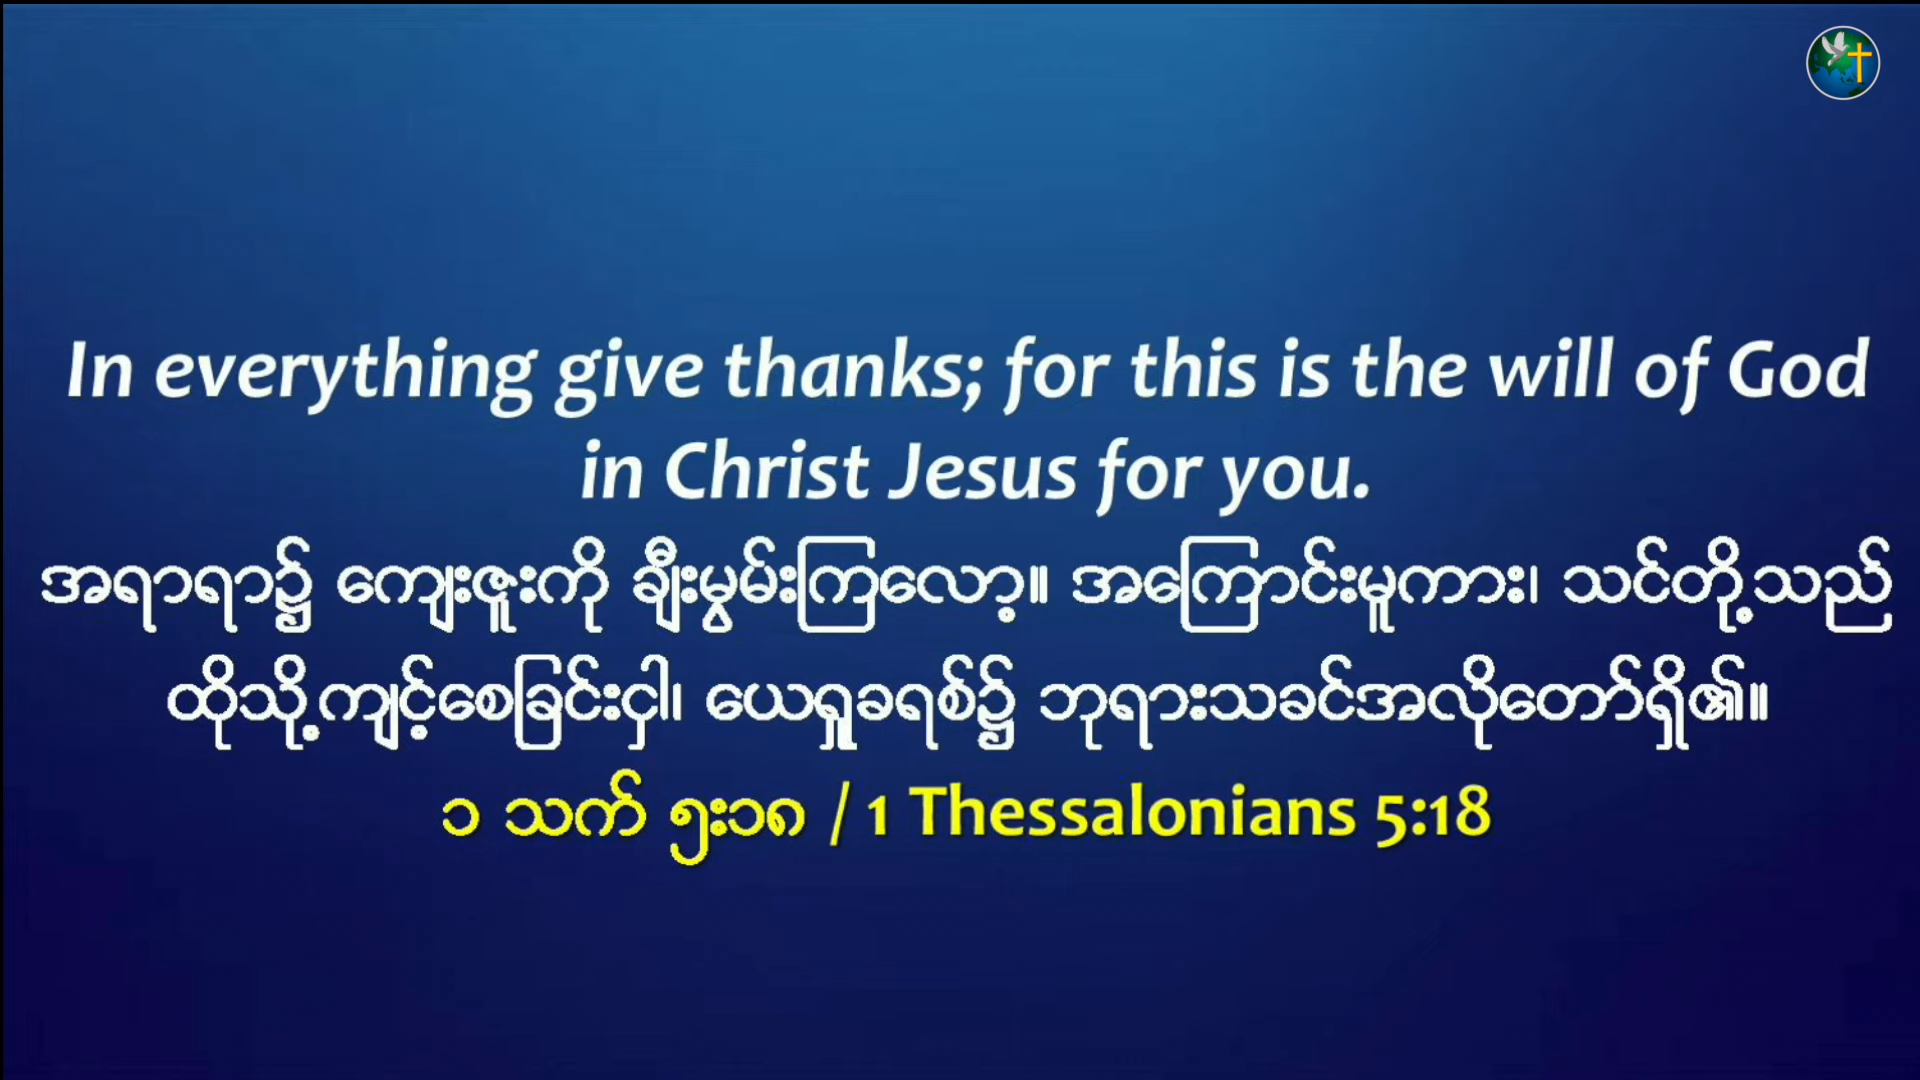 In everything give thanks; for this is the will of God
in Christ Jesus for you.
အရာရာ၌ ကျေးဇူးကို ချီးမွမ်းကြလော့။ အကြောင်းမူကား၊ သင်တို့သည်
ထိုသို့ကျင့်စေခြင်းငှါ၊ ယေရှုခရစ်၌ ဘုရားသခင်အလိုတော်ရှိ၏။
၁ သက် ၅း၁၈ / 1 Thessalonians 5:18